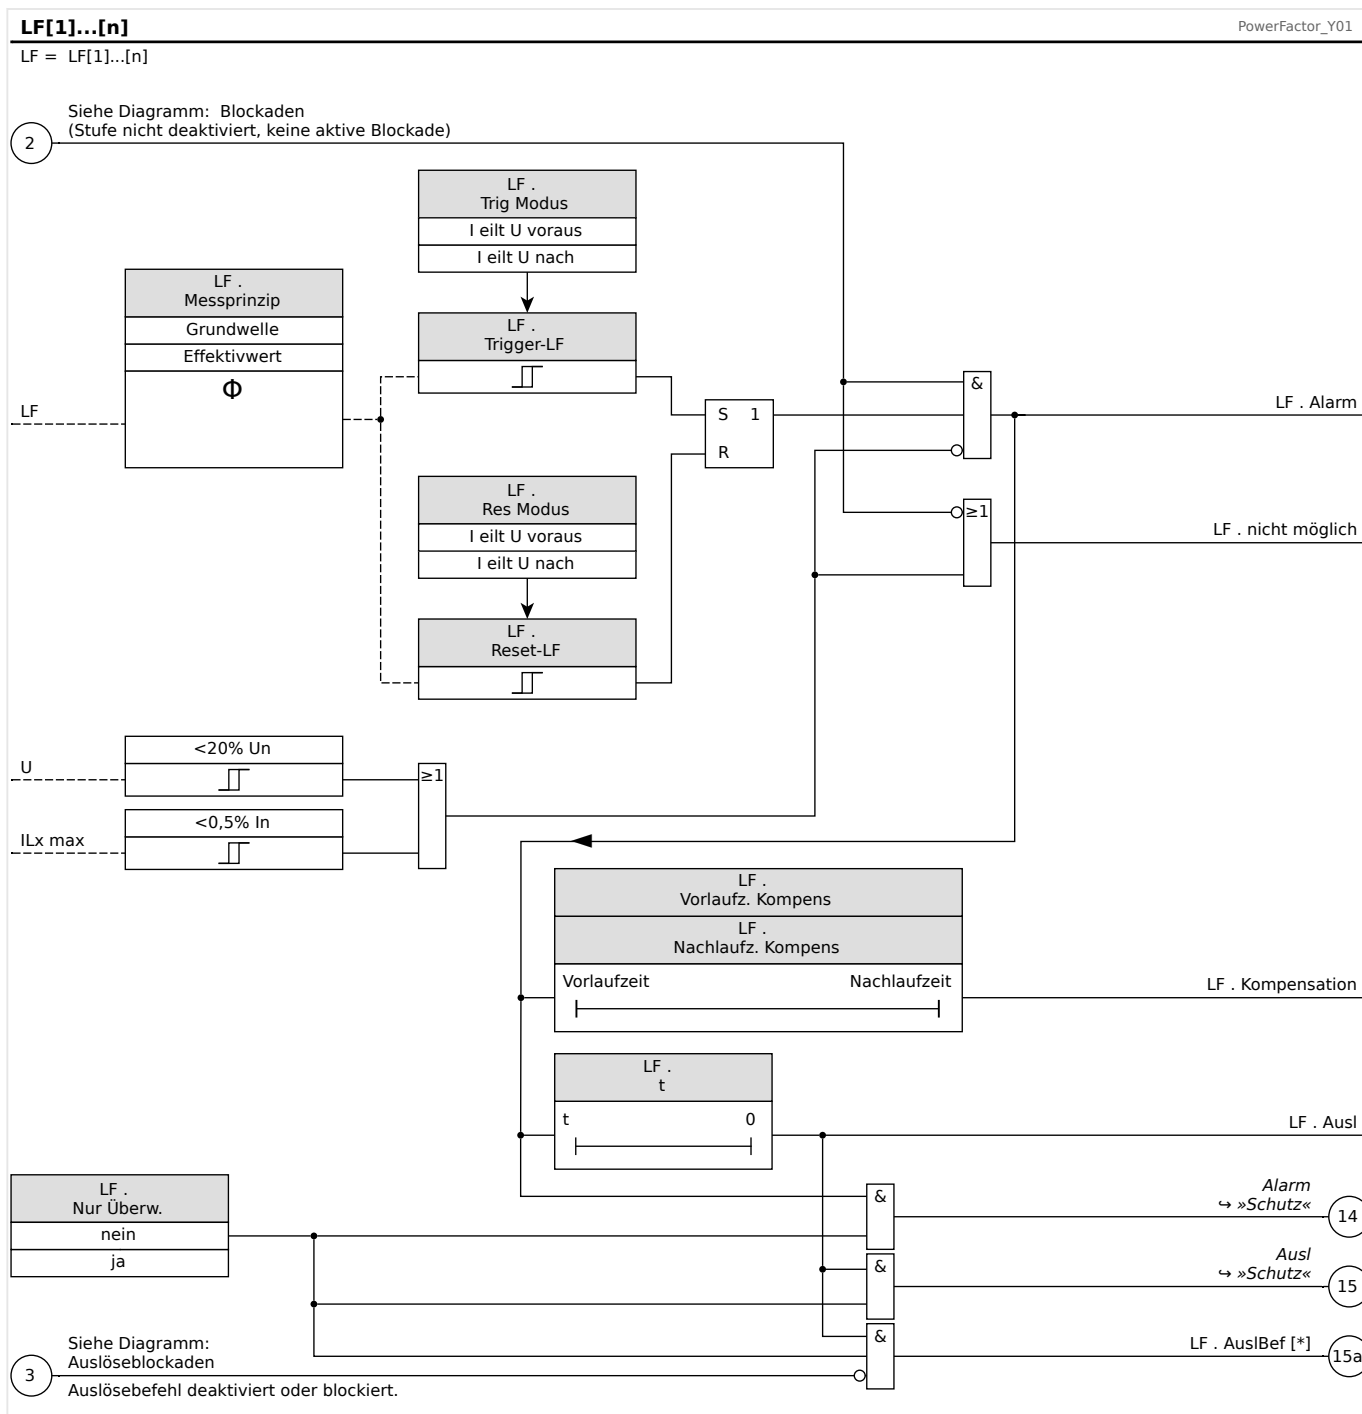 LF[1]...[n]
PowerFactor_Y01
LF = LF[1]...[n]
Siehe Diagramm: Blockaden
(Stufe nicht deaktiviert, keine aktive Blockade)
2
LF .
Trig Modus
I eilt U voraus
I eilt U nach
LF .
Messprinzip
Grundwelle
Effektivwert
Φ
LF
LF .
Trigger-LF
S 1
R
&
LF . Alarm
LF .
Res Modus
I eilt U voraus
I eilt U nach
≥1
LF . nicht möglich
LF .
Reset-LF
U
<20% Un
≥1
ILx max
<0,5% In
LF .
Vorlaufz. Kompens
LF .
Nachlaufz. Kompens
Vorlaufzeit Nachlaufzeit
LF . Kompensation
LF .
t
t 0
LF . Ausl
LF .
Nur Überw.
nein
ja
&
Alarm
↪ »Schutz«
14
&
Ausl
↪ »Schutz«
15
&
LF . AuslBef [*]
15a
Siehe Diagramm:
Auslöseblockaden
3
Auslösebefehl deaktiviert oder blockiert.